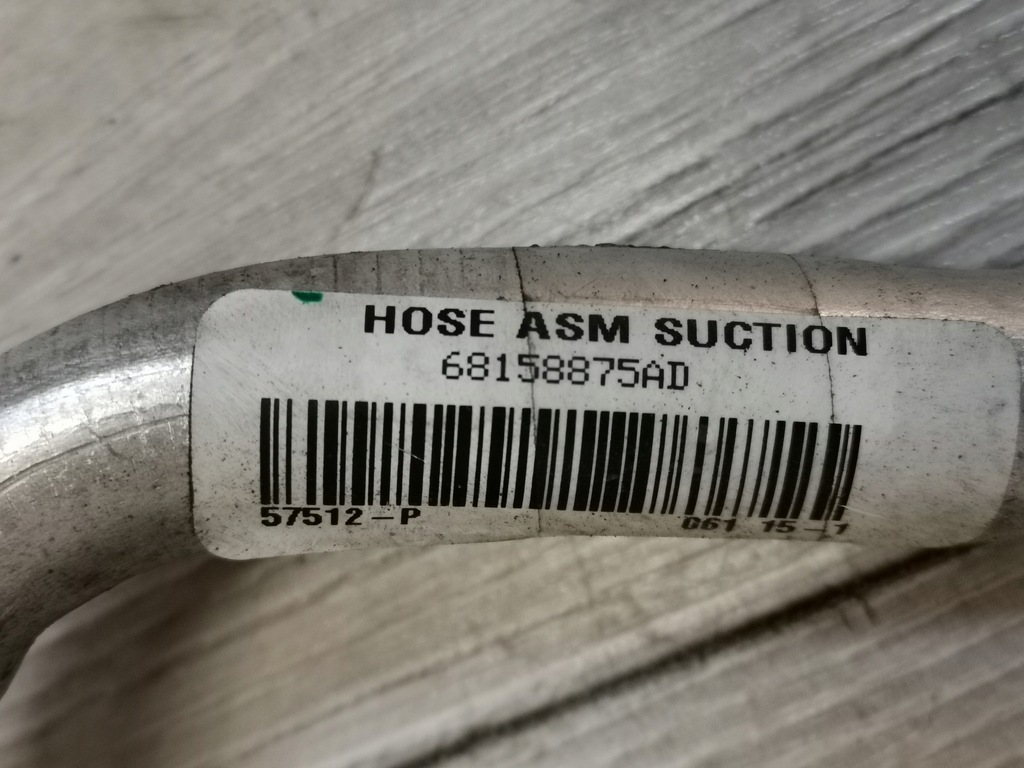 HOSE ASM SUCTION
68158875AD
57512-P 061 15-1